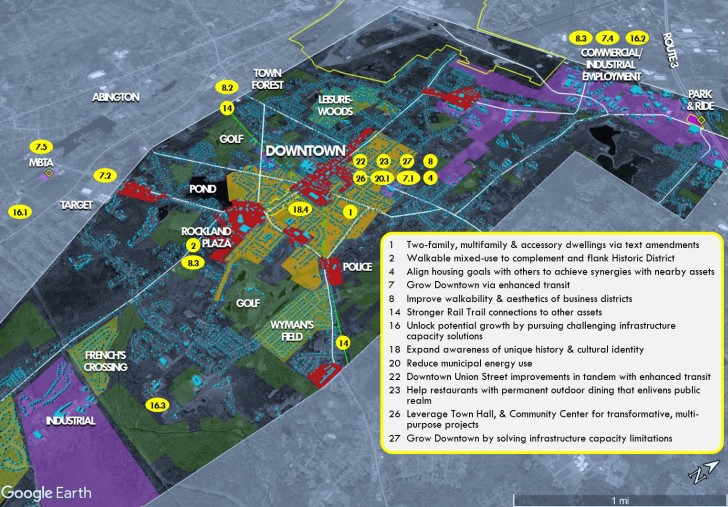 8.3 7.4 16.2
COMMERCIAL/
INDUSTRIAL
EMPLOYMENT
ROUTE-3
PARK
& RIDE
TOWN
FOREST
8.2
ABINGTON
14
LEISURE-
WOODS
GOLF
DOWNTOWN
7.5
MBTA
22 23 27 8
26 20.1 7.1 4
7.2
TARGET
POND
16.1
18.4
1
ROCKLAND
PLAZA
2
8.3
POLICE
GOLF
WYMAN'S
FIELD
14
FRENCH'S
CROSSING
16.3
INDUSTRIAL
1 Two-family, multifamily & accessory dwellings via text amendments
2 Walkable mixed-use to complement and flank Historic District
4 Align housing goals with others to achieve synergies with nearby assets
7 Grow Downtown via enhanced transit
8 Improve walkability & aesthetics of business districts
14 Stronger Rail Trail connections to other assets
16 Unlock potential growth by pursuing challenging infrastructure
capacity solutions
18 Expand awareness of unique history & cultural identity
20 Reduce municipal energy use
22 Downtown Union Street improvements in tandem with enhanced transit
23 Help restaurants with permanent outdoor dining that enlivens public
realm
26 Leverage Town Hall, & Community Center for transformative, multi-
purpose projects
27 Grow Downtown by solving infrastructure capacity limitations
N
Google Earth
1 mi